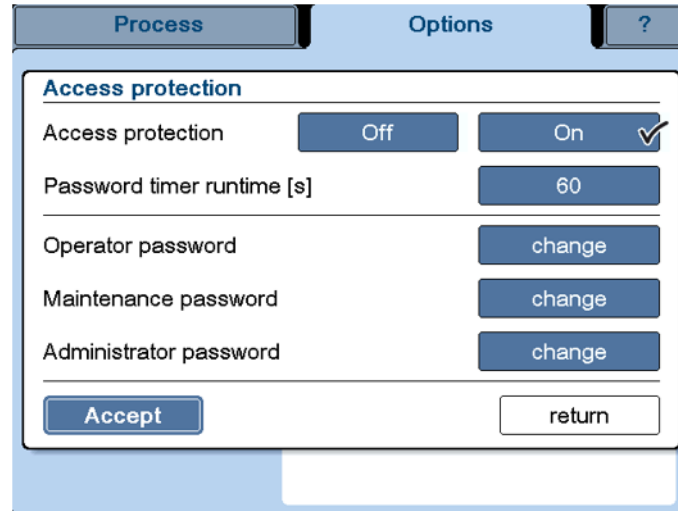 Process Options ?
Access protection
Access protection Off On
Password timer runtime [s] 60
Operator password change
Maintenance password change
Administrator password change
Accept return